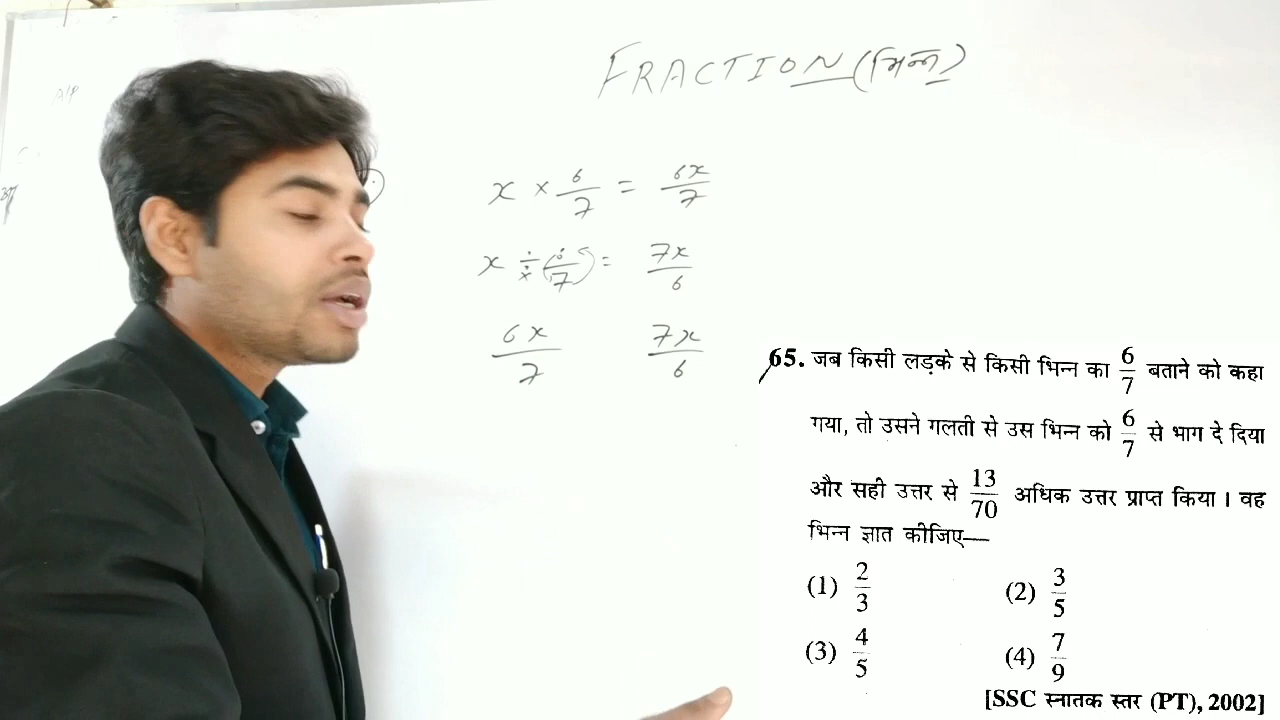 FRACTION (भिन्न)
x × 6/7 = 6x/7
x ÷ (6/7) = 7x/6
6x/7 7x/6
65. जब किसी लड़के से किसी भिन्न का 6/7 बताने को कहा
गया, तो उसने गलती से उस भिन्न को 6/7 से भाग दे दिया
और सही उत्तर से 13/70 अधिक उत्तर प्राप्त किया । वह
भिन्न ज्ञात कीजिए—
(1) 2/3 (2) 3/5
(3) 4/5 (4) 7/9
[SSC स्नातक स्तर (PT), 2002]